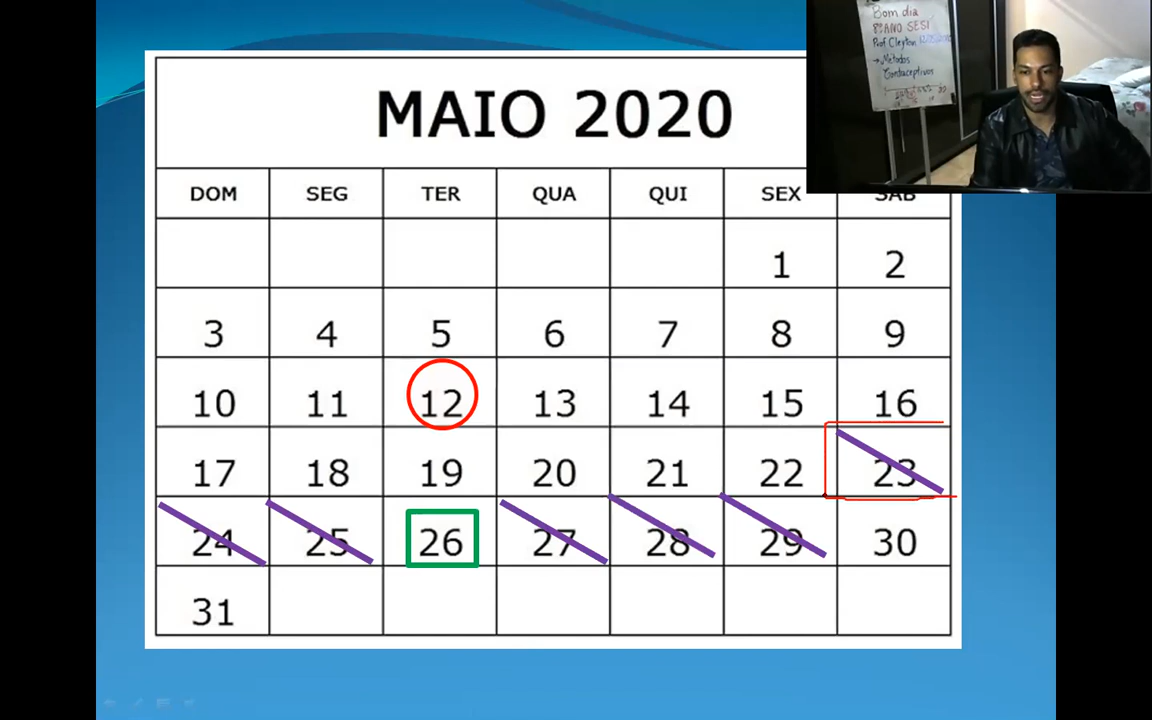 MAIO 2020
DOM SEG TER QUA QUI SEX SÁB
1 2
3 4 5 6 7 8 9
10 11 12 13 14 15 16
17 18 19 20 21 22 23
24 25 26 27 28 29 30
31
Bom dia
8º ANO SESI
Prof Cleyton
→ Métodos
Contraceptivos